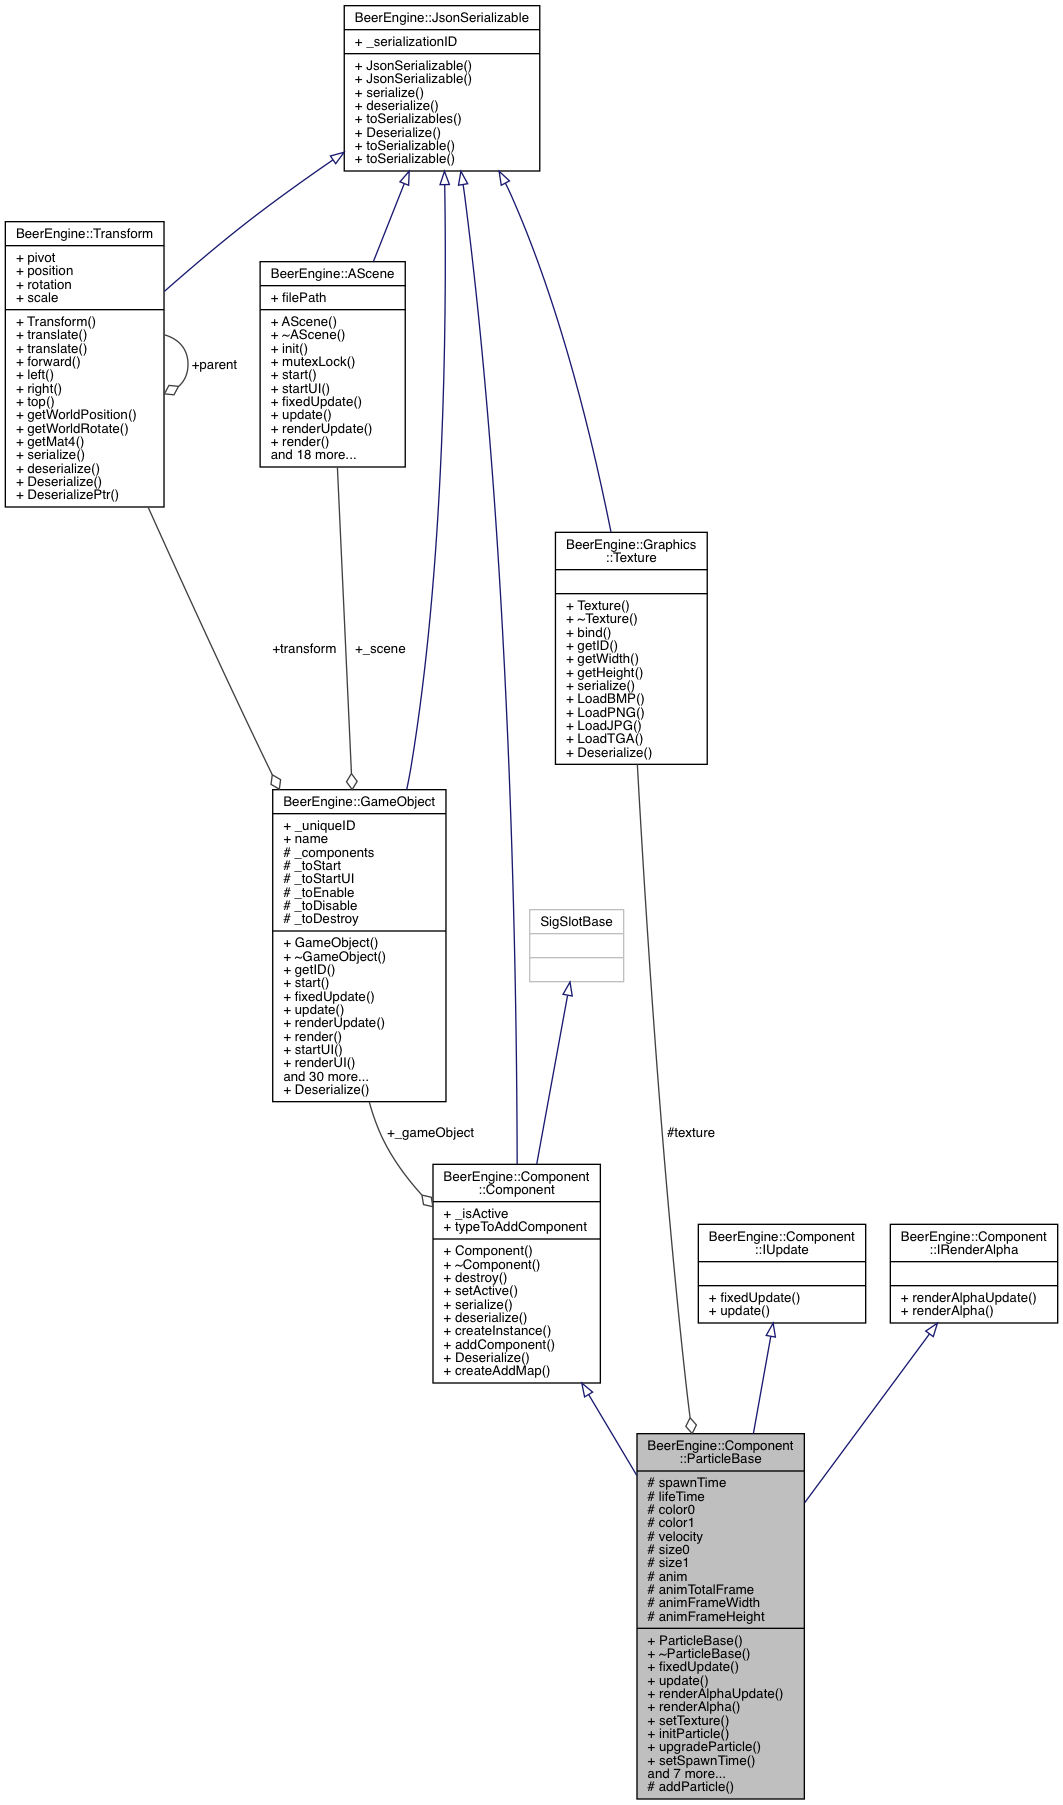 BeerEngine::JsonSerializable
+ _serializationID
+ JsonSerializable()
+ JsonSerializable()
+ serialize()
+ deserialize()
+ toSerializables()
+ Deserialize()
+ toSerializable()
+ toSerializable()
BeerEngine::Transform
+ pivot
+ position
+ rotation
+ scale
+ Transform()
+ translate()
+ translate()
+ forward()
+ left()
+ right()
+ top()
+ getWorldPosition()
+ getWorldRotate()
+ getMat4()
+ serialize()
+ deserialize()
+ Deserialize()
+ DeserializePtr()
+parent
BeerEngine::AScene
+ filePath
+ AScene()
+ ~AScene()
+ init()
+ mutexLock()
+ start()
+ startUI()
+ fixedUpdate()
+ update()
+ renderUpdate()
+ render()
and 18 more...
BeerEngine::Graphics
::Texture
+ Texture()
+ ~Texture()
+ bind()
+ getID()
+ getWidth()
+ getHeight()
+ serialize()
+ LoadBMP()
+ LoadPNG()
+ LoadJPG()
+ LoadTGA()
+ Deserialize()
+transform
+_scene
BeerEngine::GameObject
+ _uniqueID
+ name
# _components
# _toStart
# _toStartUI
# _toEnable
# _toDisable
# _toDestroy
+ GameObject()
+ ~GameObject()
+ getID()
+ start()
+ fixedUpdate()
+ update()
+ renderUpdate()
+ render()
+ startUI()
+ renderUI()
and 30 more...
+ Deserialize()
SigSlotBase
+_gameObject
#texture
BeerEngine::Component
::Component
+ _isActive
+ typeToAddComponent
+ Component()
+ ~Component()
+ destroy()
+ setActive()
+ serialize()
+ deserialize()
+ createInstance()
+ addComponent()
+ Deserialize()
+ createAddMap()
BeerEngine::Component
::IUpdate
+ fixedUpdate()
+ update()
BeerEngine::Component
::IRenderAlpha
+ renderAlphaUpdate()
+ renderAlpha()
BeerEngine::Component
::ParticleBase
# spawnTime
# lifeTime
# color0
# color1
# velocity
# size0
# size1
# anim
# animTotalFrame
# animFrameWidth
# animFrameHeight
+ ParticleBase()
+ ~ParticleBase()
+ fixedUpdate()
+ update()
+ renderAlphaUpdate()
+ renderAlpha()
+ setTexture()
+ initParticle()
+ upgradeParticle()
+ setSpawnTime()
and 7 more...
# addParticle()